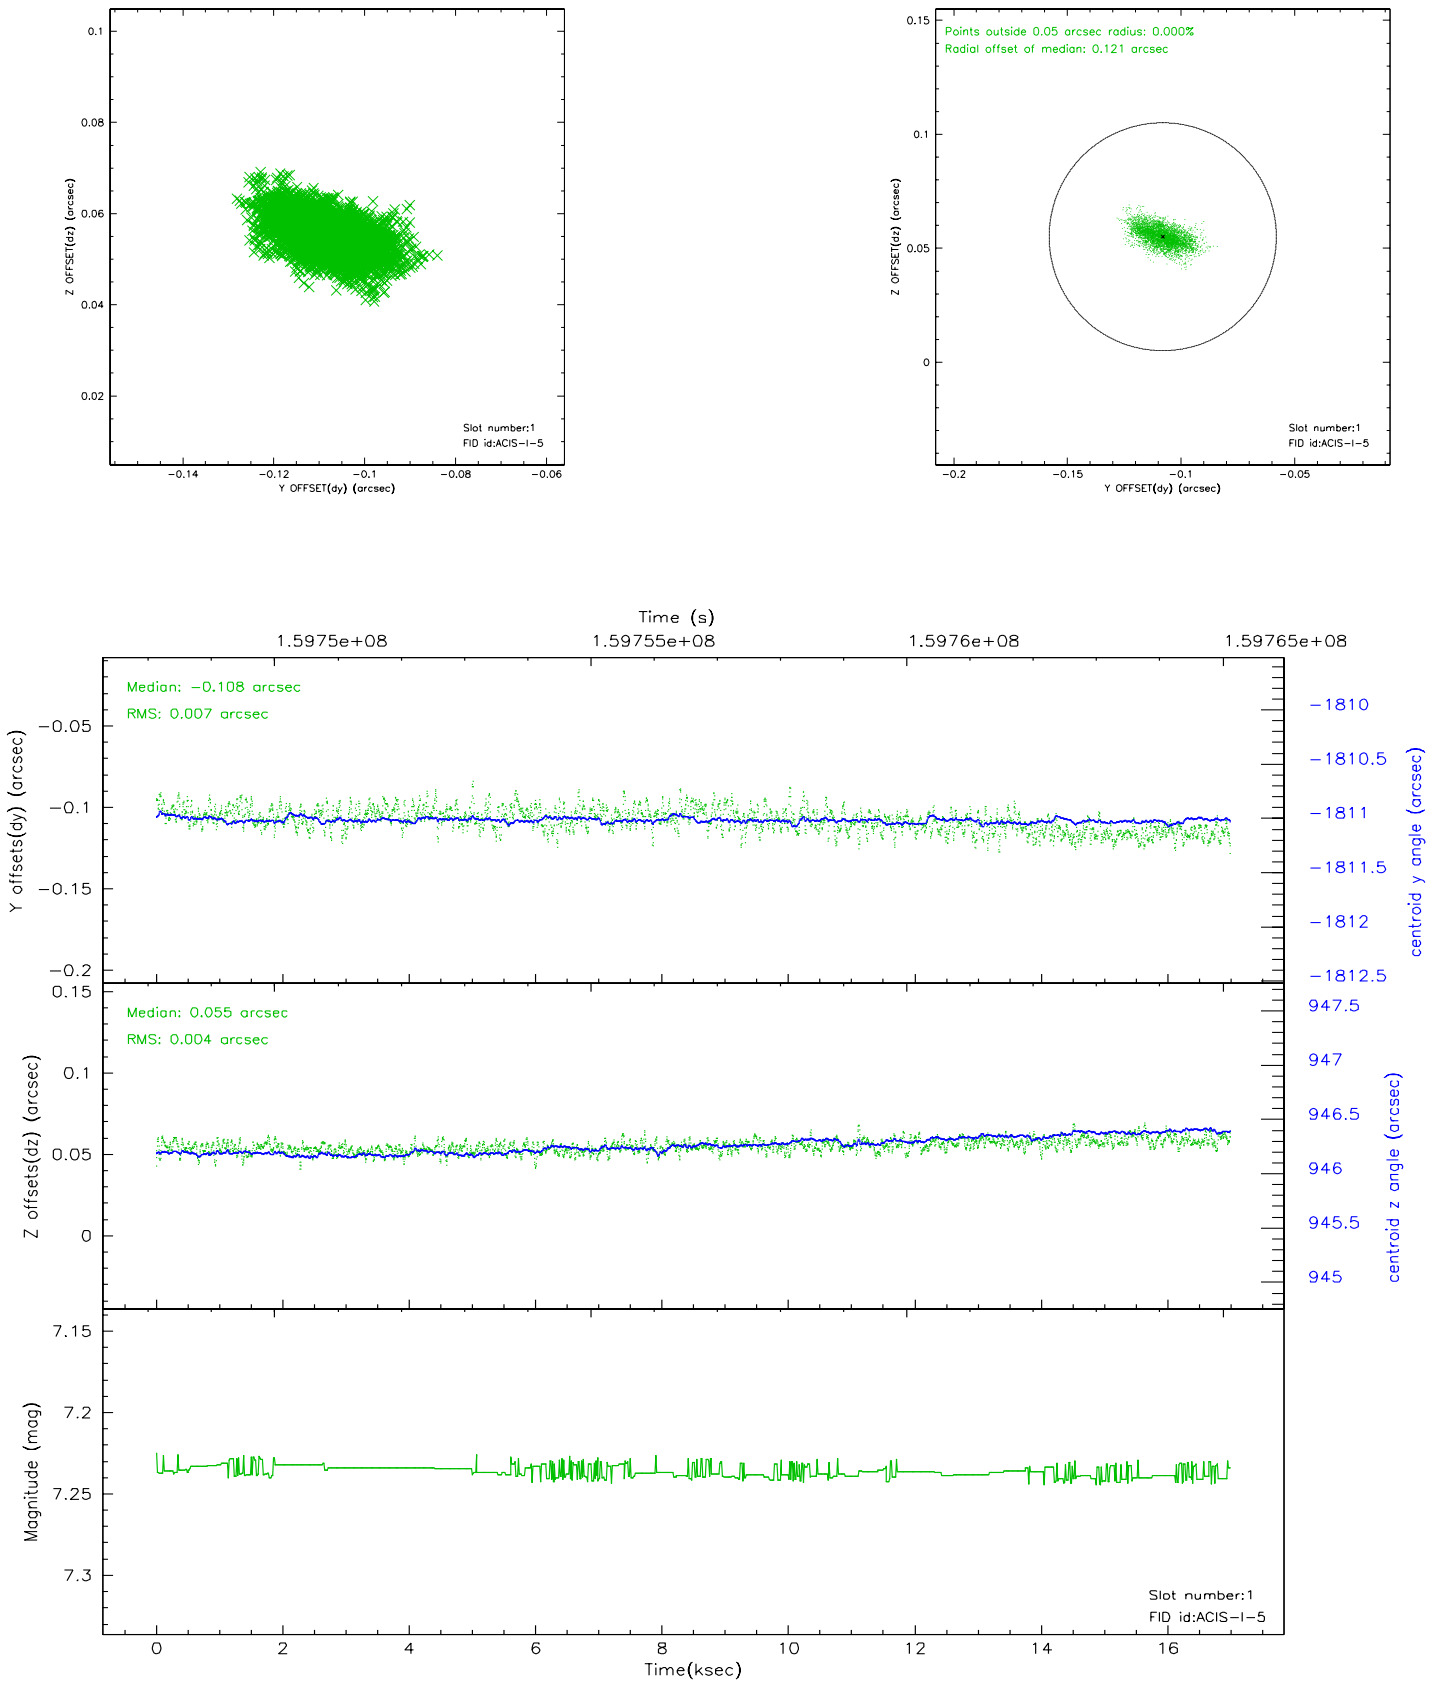 0.1
0.08
0.06
0.04
0.02
Z OFFSET(dz) (arcsec)
Slot number:1
FID id:ACIS-I-5
-0.14
-0.12
-0.1
-0.08
-0.06
Y OFFSET(dy) (arcsec)
0.15
0.1
0.05
0
Z OFFSET(dz) (arcsec)
Points outside 0.05 arcsec radius: 0.000%
Radial offset of median: 0.121 arcsec
Slot number:1
FID id:ACIS-I-5
-0.2
-0.15
-0.1
-0.05
Y OFFSET(dy) (arcsec)
Time (s)
1.5975e+08
1.59755e+08
1.5976e+08
1.59765e+08
Median: -0.108 arcsec
RMS: 0.007 arcsec
-0.05
-0.1
-0.15
-0.2
Y offsets(dy) (arcsec)
-1810
-1810.5
-1811
-1811.5
-1812
-1812.5
centroid y angle (arcsec)
Median: 0.055 arcsec
RMS: 0.004 arcsec
0.15
0.1
0.05
0
Z offsets(dz) (arcsec)
947.5
947
946.5
946
945.5
945
centroid z angle (arcsec)
7.15
7.2
7.25
7.3
Magnitude (mag)
Slot number:1
FID id:ACIS-I-5
0
2
4
6
8
10
12
14
16
Time(ksec)